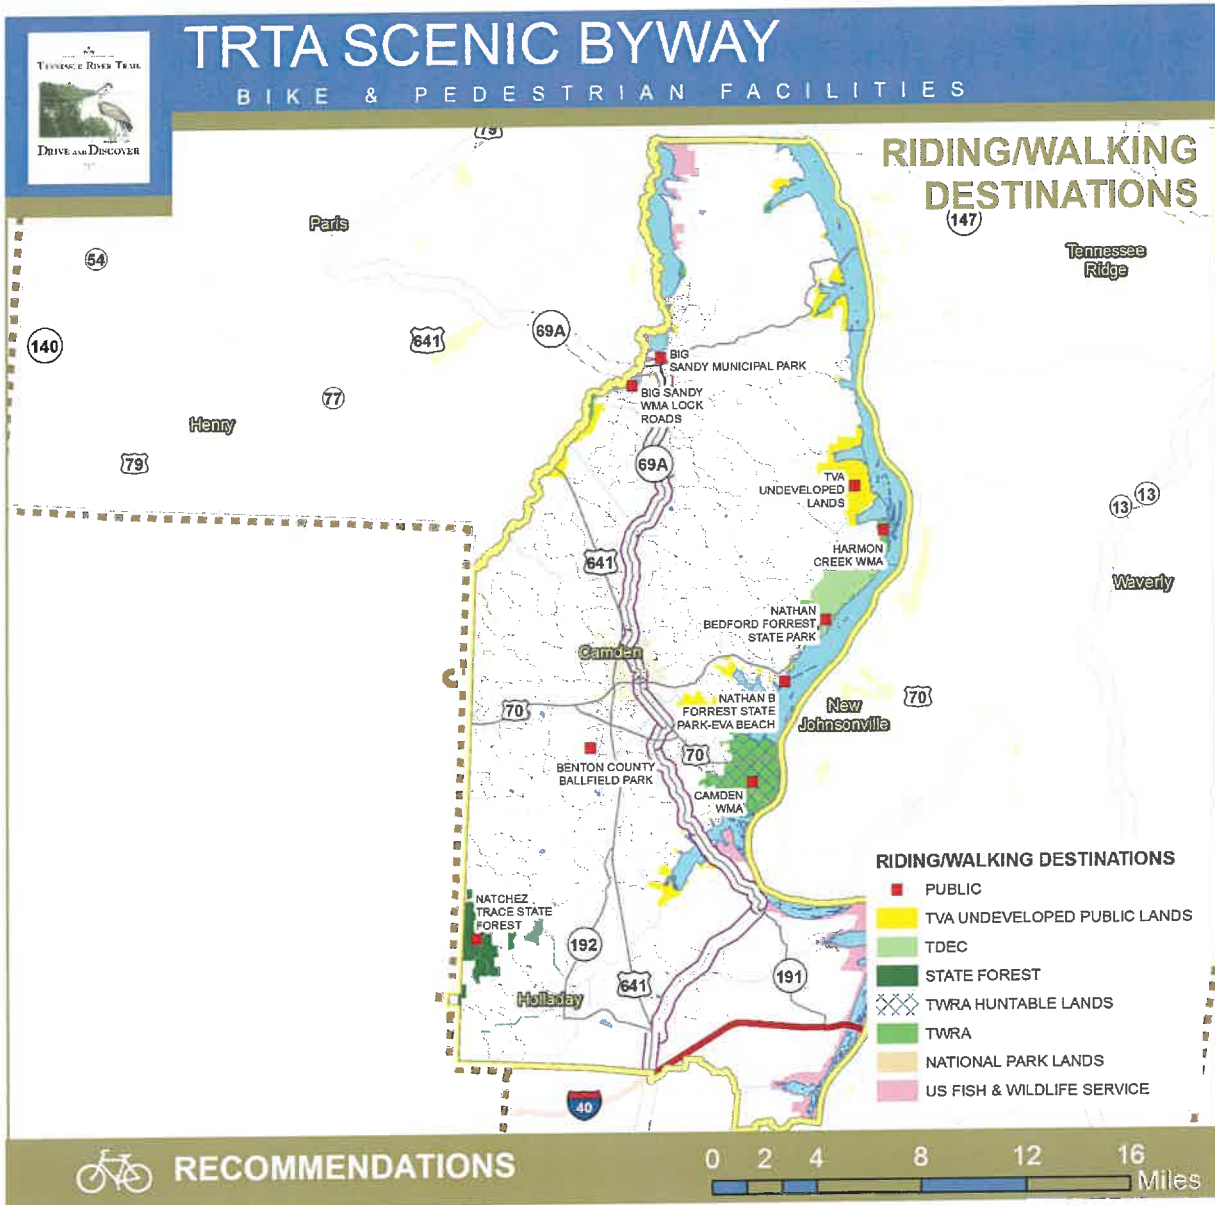 TRTA SCENIC BYWAY
BIKE & PEDESTRIAN FACILITIES
TENNESSEE RIVER TRAIL
DRIVE AND DISCOVER
RIDING/WALKING
DESTINATIONS
79
Paris
147
54
Tennessee
Ridge
69A
641
140
BIG
SANDY MUNICIPAL PARK
BIG SANDY
WMA LOCK
ROADS
77
Henry
79
69A
TVA
UNDEVELOPED
LANDS
13
13
HARMON
CREEK WMA
641
Waverly
NATHAN
BEDFORD FORREST
STATE PARK
Camden
70
NATHAN B
FORREST STATE
PARK-EVA BEACH
New
Johnsonville
70
70
BENTON COUNTY
BALLFIELD PARK
CAMDEN
WMA
NATCHEZ
TRACE STATE
FOREST
192
641
191
Holladay
40
RIDING/WALKING DESTINATIONS
PUBLIC
TVA UNDEVELOPED PUBLIC LANDS
TDEC
STATE FOREST
TWRA HUNTABLE LANDS
TWRA
NATIONAL PARK LANDS
US FISH & WILDLIFE SERVICE
RECOMMENDATIONS
0 2 4 8 12 16
Miles